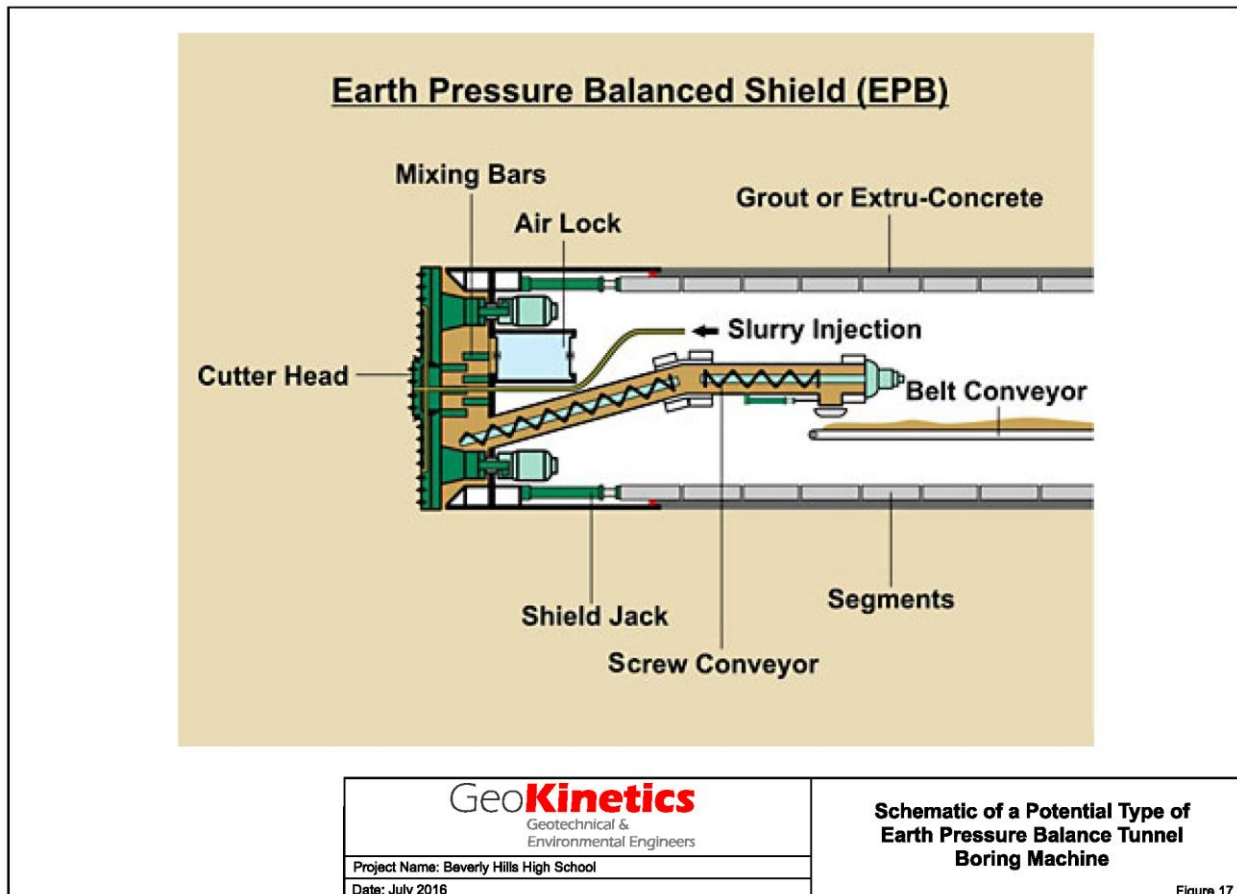 Earth Pressure Balanced Shield (EPB)
Mixing Bars
Grout or Extru-Concrete
Air Lock
Slurry Injection
Cutter Head
Belt Conveyor
Segments
Shield Jack
Screw Conveyor
GeoKinetics
Geotechnical &
Environmental Engineers
Project Name: Beverly Hills High School
Date: July 2016
Schematic of a Potential Type of
Earth Pressure Balance Tunnel
Boring Machine
Figure 17